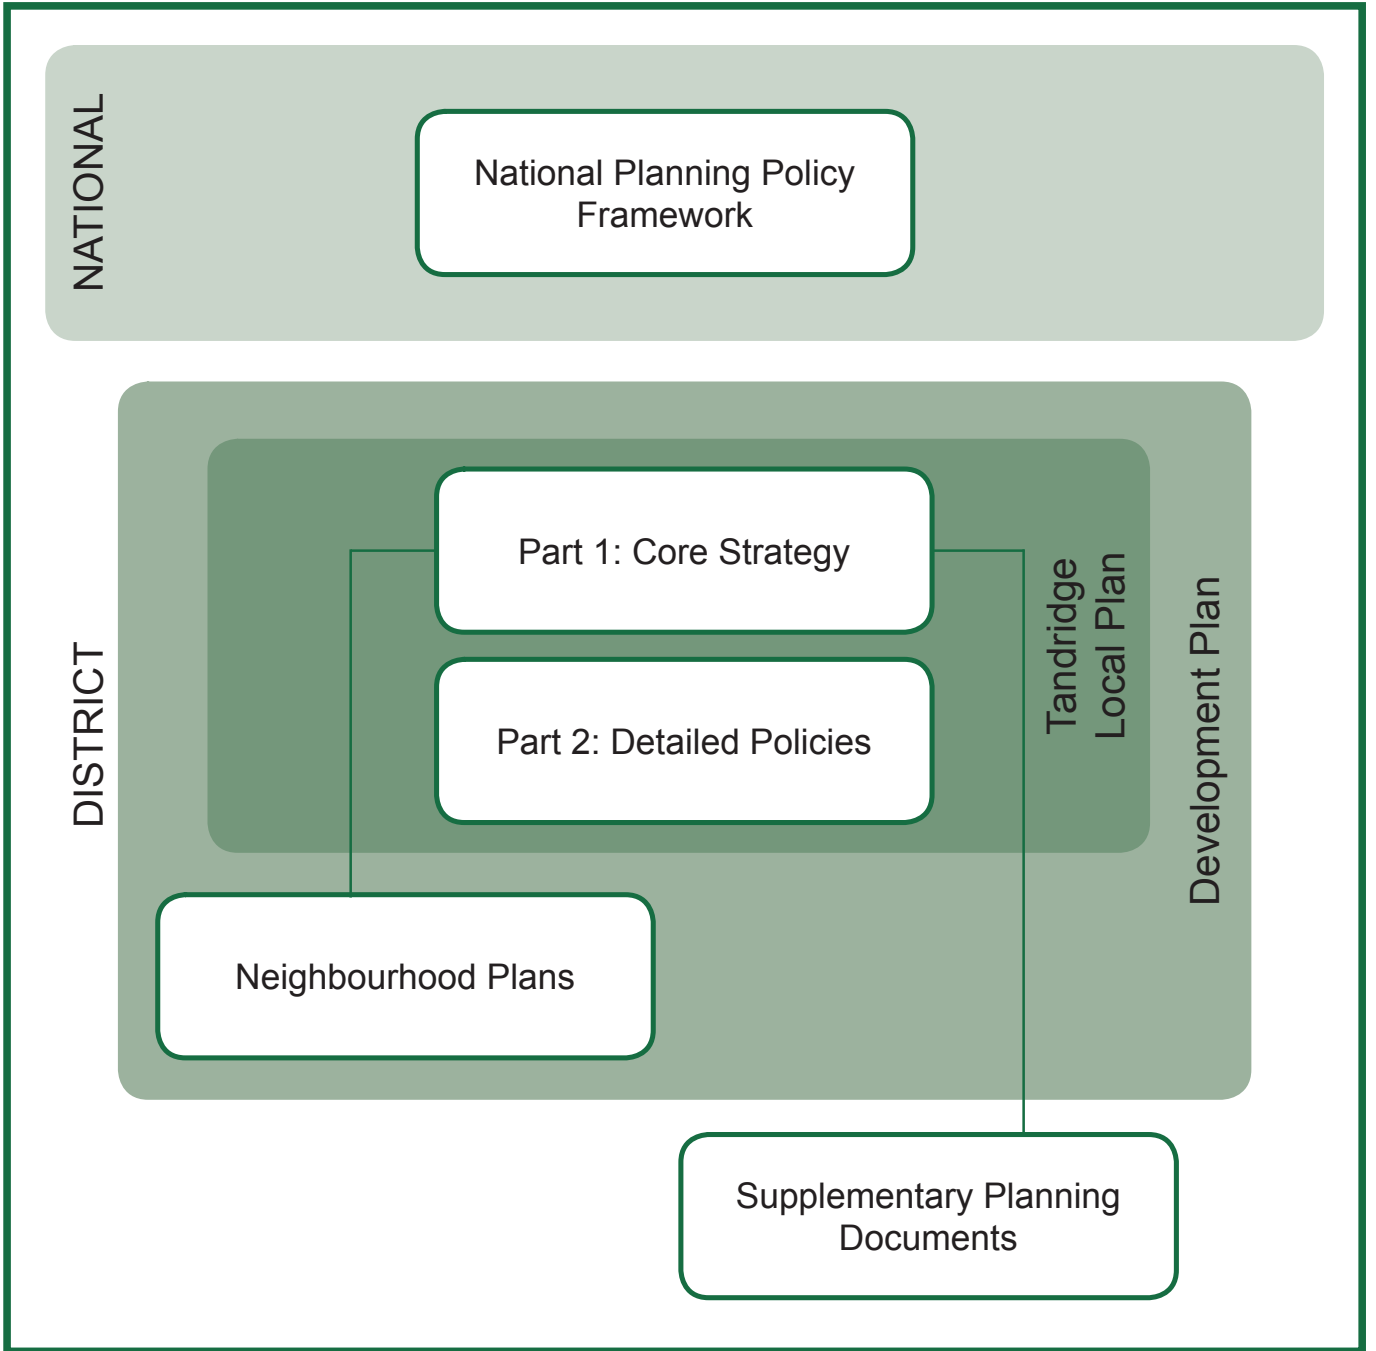 NATIONAL
National Planning Policy
Framework
DISTRICT
Part 1: Core Strategy
Part 2: Detailed Policies
Tandridge
Local Plan
Development Plan
Neighbourhood Plans
Supplementary Planning
Documents